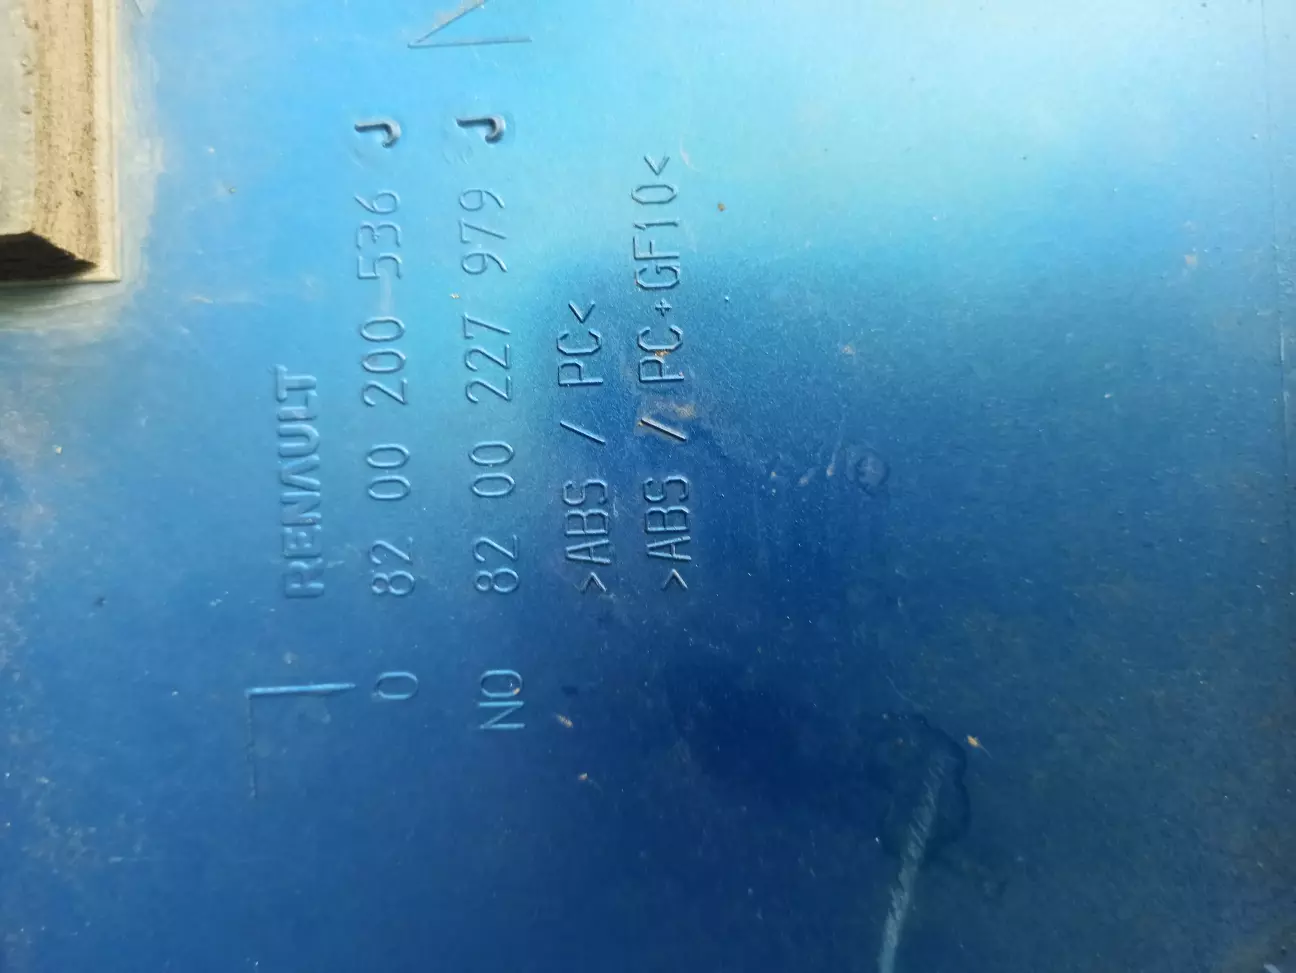 RENAULT
O 82 00 200 536 J
NO 82 00 227 979 J
>ABS / PC<
>ABS / PC+GF10<